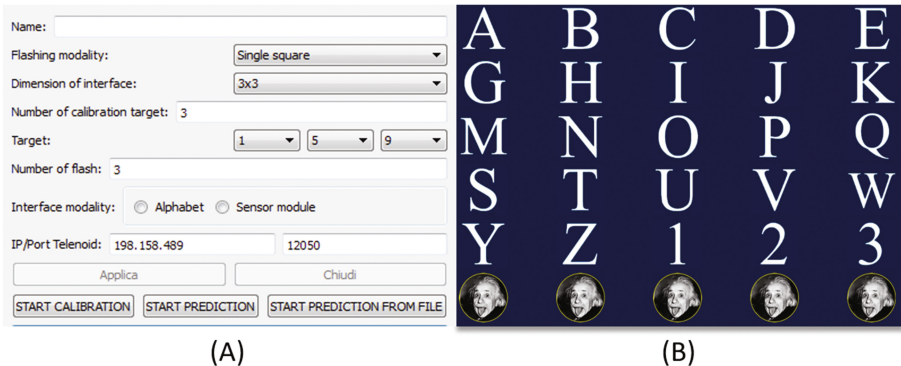 Name:
Flashing modality: Single square
Dimension of interface: 3x3
Number of calibration target: 3
Target: 1 5 9
Number of flash: 3
Interface modality: Alphabet Sensor module
IP/Port Telenoid: 198.158.489 12050
Applica Chiudi
START CALIBRATION START PREDICTION START PREDICTION FROM FILE
(A)
A B C D E
G H I J K
M N O P Q
S T U V W
Y Z 1 2 3
(B)